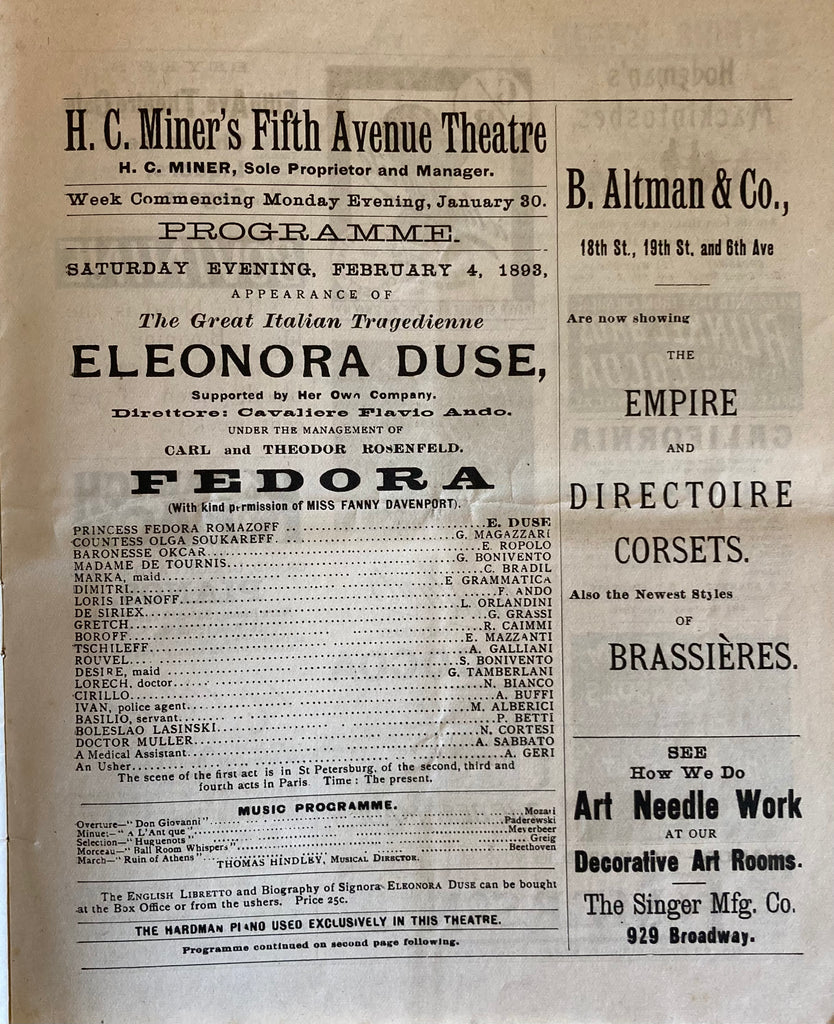 H. C. Miner's Fifth Avenue Theatre
H. C. MINER, Sole Proprietor and Manager.
Week Commencing Monday Evening, January 30.
PROGRAMME.
SATURDAY EVENING, FEBRUARY 4, 1893,
APPEARANCE OF
The Great Italian Tragedienne
ELEONORA DUSE,
Supported by Her Own Company.
Direttore: Cavaliere Flavio Ando.
UNDER THE MANAGEMENT OF
CARL and THEODOR ROSENFELD.
FEDORA
(With kind permission of MISS FANNY DAVENPORT).
PRINCESS FEDORA ROMAZOFF ........ E. DUSE
COUNTESS OLGA SOUKAREFF ........ G. MAGAZZARI
BARONESSE OKCAR ........ E. ROPOLO
MADAME DE TOURNIS ........ G. BONIVENTO
MARKA, maid ........ C. BRADIL
DIMITRI ........ E GRAMMATICA
LORIS IPANOFF ........ F. ANDO
DE SIRIEX ........ L. ORLANDINI
GRETCH ........ G. GRASSI
BOROFF ........ R. CAIMMI
TSCHILEFF ........ E. MAZZANTI
ROUVEL ........ A. GALLIANI
DESIRE, maid ........ S. BONIVENTO
LORECH, doctor ........ G. TAMBERLANI
CIRILLO ........ N. BIANCO
IVAN, police agent ........ A. BUFFI
BASILIO, servant ........ M. ALBERICI
BOLESLAO LASINSKI ........ P. BETTI
DOCTOR MULLER ........ N. CORTESI
A Medical Assistant ........ A. SABBATO
An Usher ........ A. GERI
The scene of the first act is in St Petersburg, of the second, third and
fourth acts in Paris. Time : The present.
MUSIC PROGRAMME.
Overture—"Don Giovanni" ........ Mozart
Minuet—"A L'Antique" ........ Paderewski
Selection—"Huguenots" ........ Meyerbeer
Morceau—"Ball Room Whispers" ........ Greig
March—"Ruin of Athens" ........ Beethoven
THOMAS HINDLEY, MUSICAL DIRECTOR.
The ENGLISH LIBRETTO and Biography of Signora ELEONORA DUSE can be bought
at the Box Office or from the ushers. Price 25c.
THE HARDMAN PIANO USED EXCLUSIVELY IN THIS THEATRE.
Programme continued on second page following.
B. Altman & Co.,
18th St., 19th St. and 6th Ave
Are now showing
THE
EMPIRE
AND
DIRECTOIRE
CORSETS.
Also the Newest Styles
OF
BRASSIÈRES.
SEE
How We Do
Art Needle Work
AT OUR
Decorative Art Rooms.
The Singer Mfg. Co.
929 Broadway.